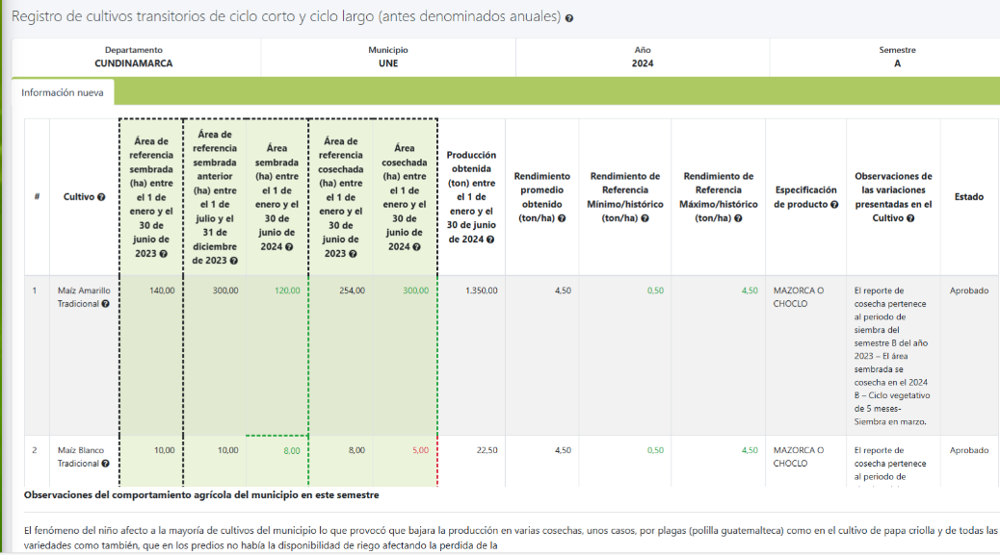 Registro de cultivos transitorios de ciclo corto y ciclo largo (antes denominados anuales)
Departamento
CUNDINAMARCA
Municipio
UNE
Año
2024
Semestre
A
Información nueva
#
Cultivo
Área de
referencia
sembrada
(ha) entre
el 1 de
enero y el
30 de
junio de
2023
Área de
referencia
sembrada
anterior
(ha) entre
el 1 de
julio y el
31 de
diciembre
de 2023
Área
sembrada
(ha) entre
el 1 de
enero y el
30 de
junio de
2024
Área de
referencia
cosechada
(ha) entre
el 1 de
enero y el
30 de
junio de
2023
Área
cosechada
(ha) entre
el 1 de
enero y el
30 de
junio de
2024
Producción
obtenida
(ton) entre
el 1 de
enero y el
30 de junio
de 2024
Rendimiento
promedio
obtenido
(ton/ha)
Rendimiento de
Referencia
Mínimo/histórico
(ton/ha)
Rendimiento de
Referencia
Máximo/histórico
(ton/ha)
Especificación
de producto
Observaciones de
las variaciones
presentadas en el
Cultivo
Estado
1
Maíz Amarillo
Tradicional
140,00
300,00
120,00
254,00
300,00
1.350,00
4,50
0,50
4,50
MAZORCA O
CHOCLO
El reporte de
cosecha pertenece
al periodo de
siembra del
semestre B del año
2023 – El área
sembrada se
cosecha en el 2024
B – Ciclo vegetativo
de 5 meses-
Siembra en marzo.
Aprobado
2
Maíz Blanco
Tradicional
10,00
10,00
8,00
8,00
5,00
22,50
4,50
0,50
4,50
MAZORCA O
CHOCLO
El reporte de
cosecha pertenece
al periodo de
Aprobado
Observaciones del comportamiento agrícola del municipio en este semestre
El fenómeno del niño afecto a la mayoría de cultivos del municipio lo que provocó que bajara la producción en varias cosechas, unos casos, por plagas (polilla guatemalteca) como en el cultivo de papa criolla y de todas las
variedades como también, que en los predios no había la disponibilidad de riego afectando la perdida de la